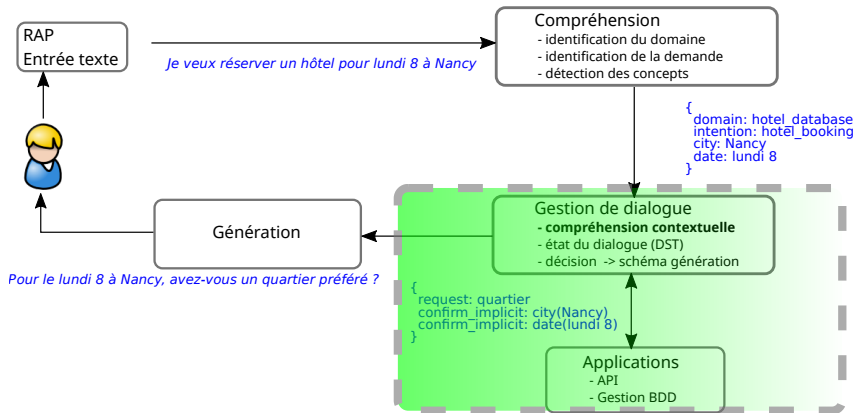 RAP
Entrée texte
Je veux réserver un hôtel pour lundi 8 à Nancy
Compréhension
- identification du domaine
- identification de la demande
- détection des concepts
{
domain: hotel_database
intention: hotel_booking
city: Nancy
date: lundi 8
}
Gestion de dialogue
- compréhension contextuelle
- état du dialogue (DST)
- décision -> schéma génération
Génération
Pour le lundi 8 à Nancy, avez-vous un quartier préféré ?
{
request: quartier
confirm_implicit: city(Nancy)
confirm_implicit: date(lundi 8)
}
Applications
- API
- Gestion BDD